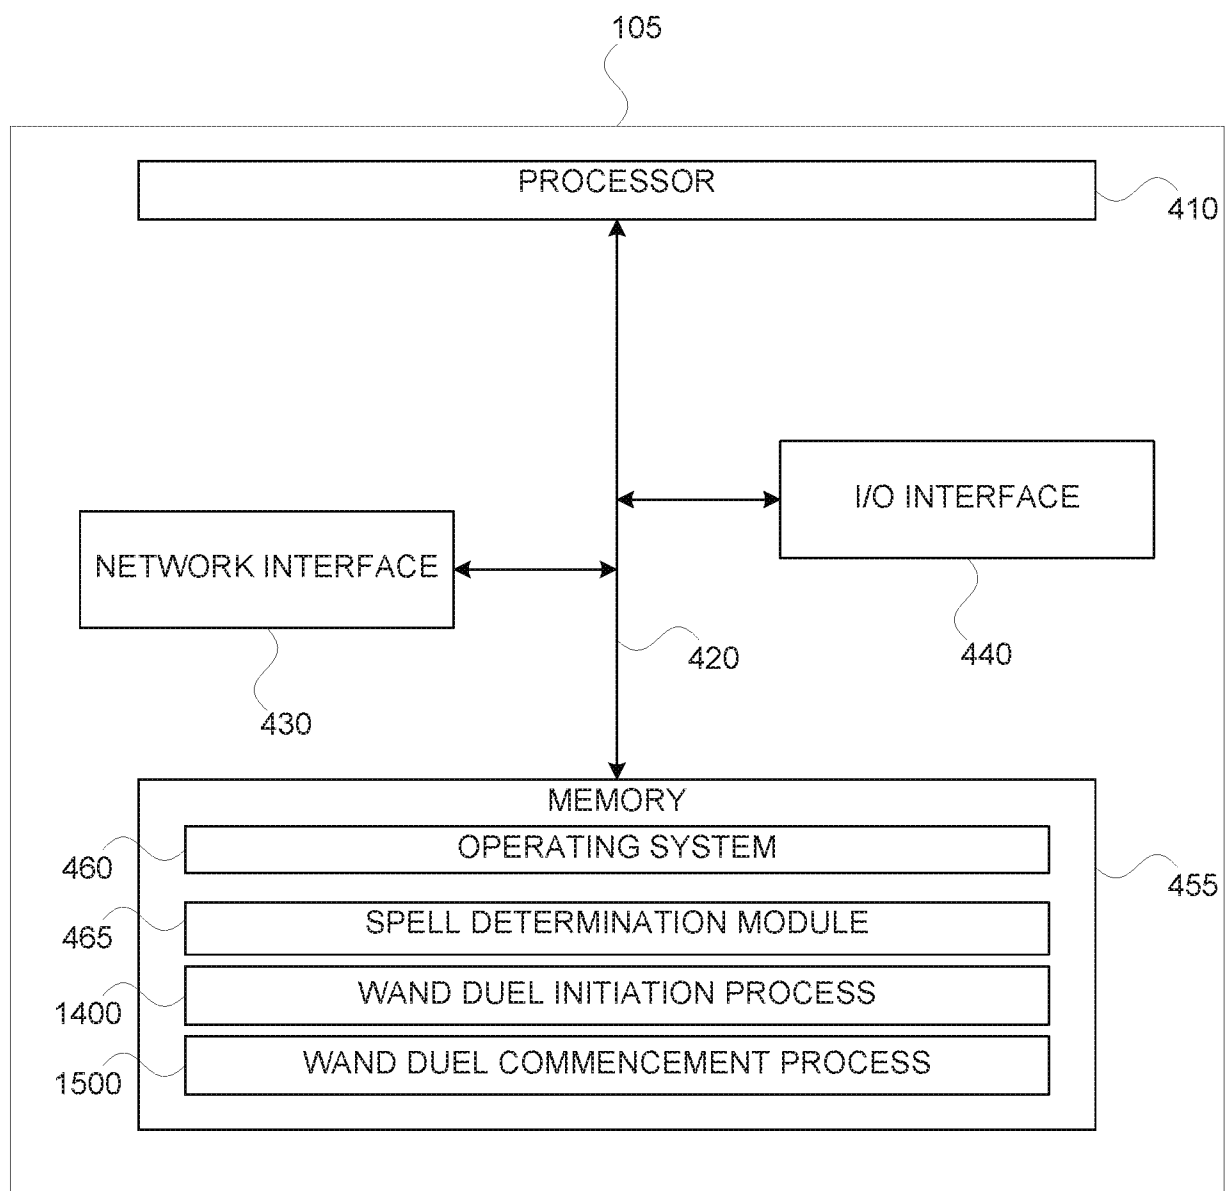 105
PROCESSOR
410
I/O INTERFACE
NETWORK INTERFACE
420
440
430
MEMORY
OPERATING SYSTEM
460
455
SPELL DETERMINATION MODULE
465
WAND DUEL INITIATION PROCESS
1400
WAND DUEL COMMENCEMENT PROCESS
1500